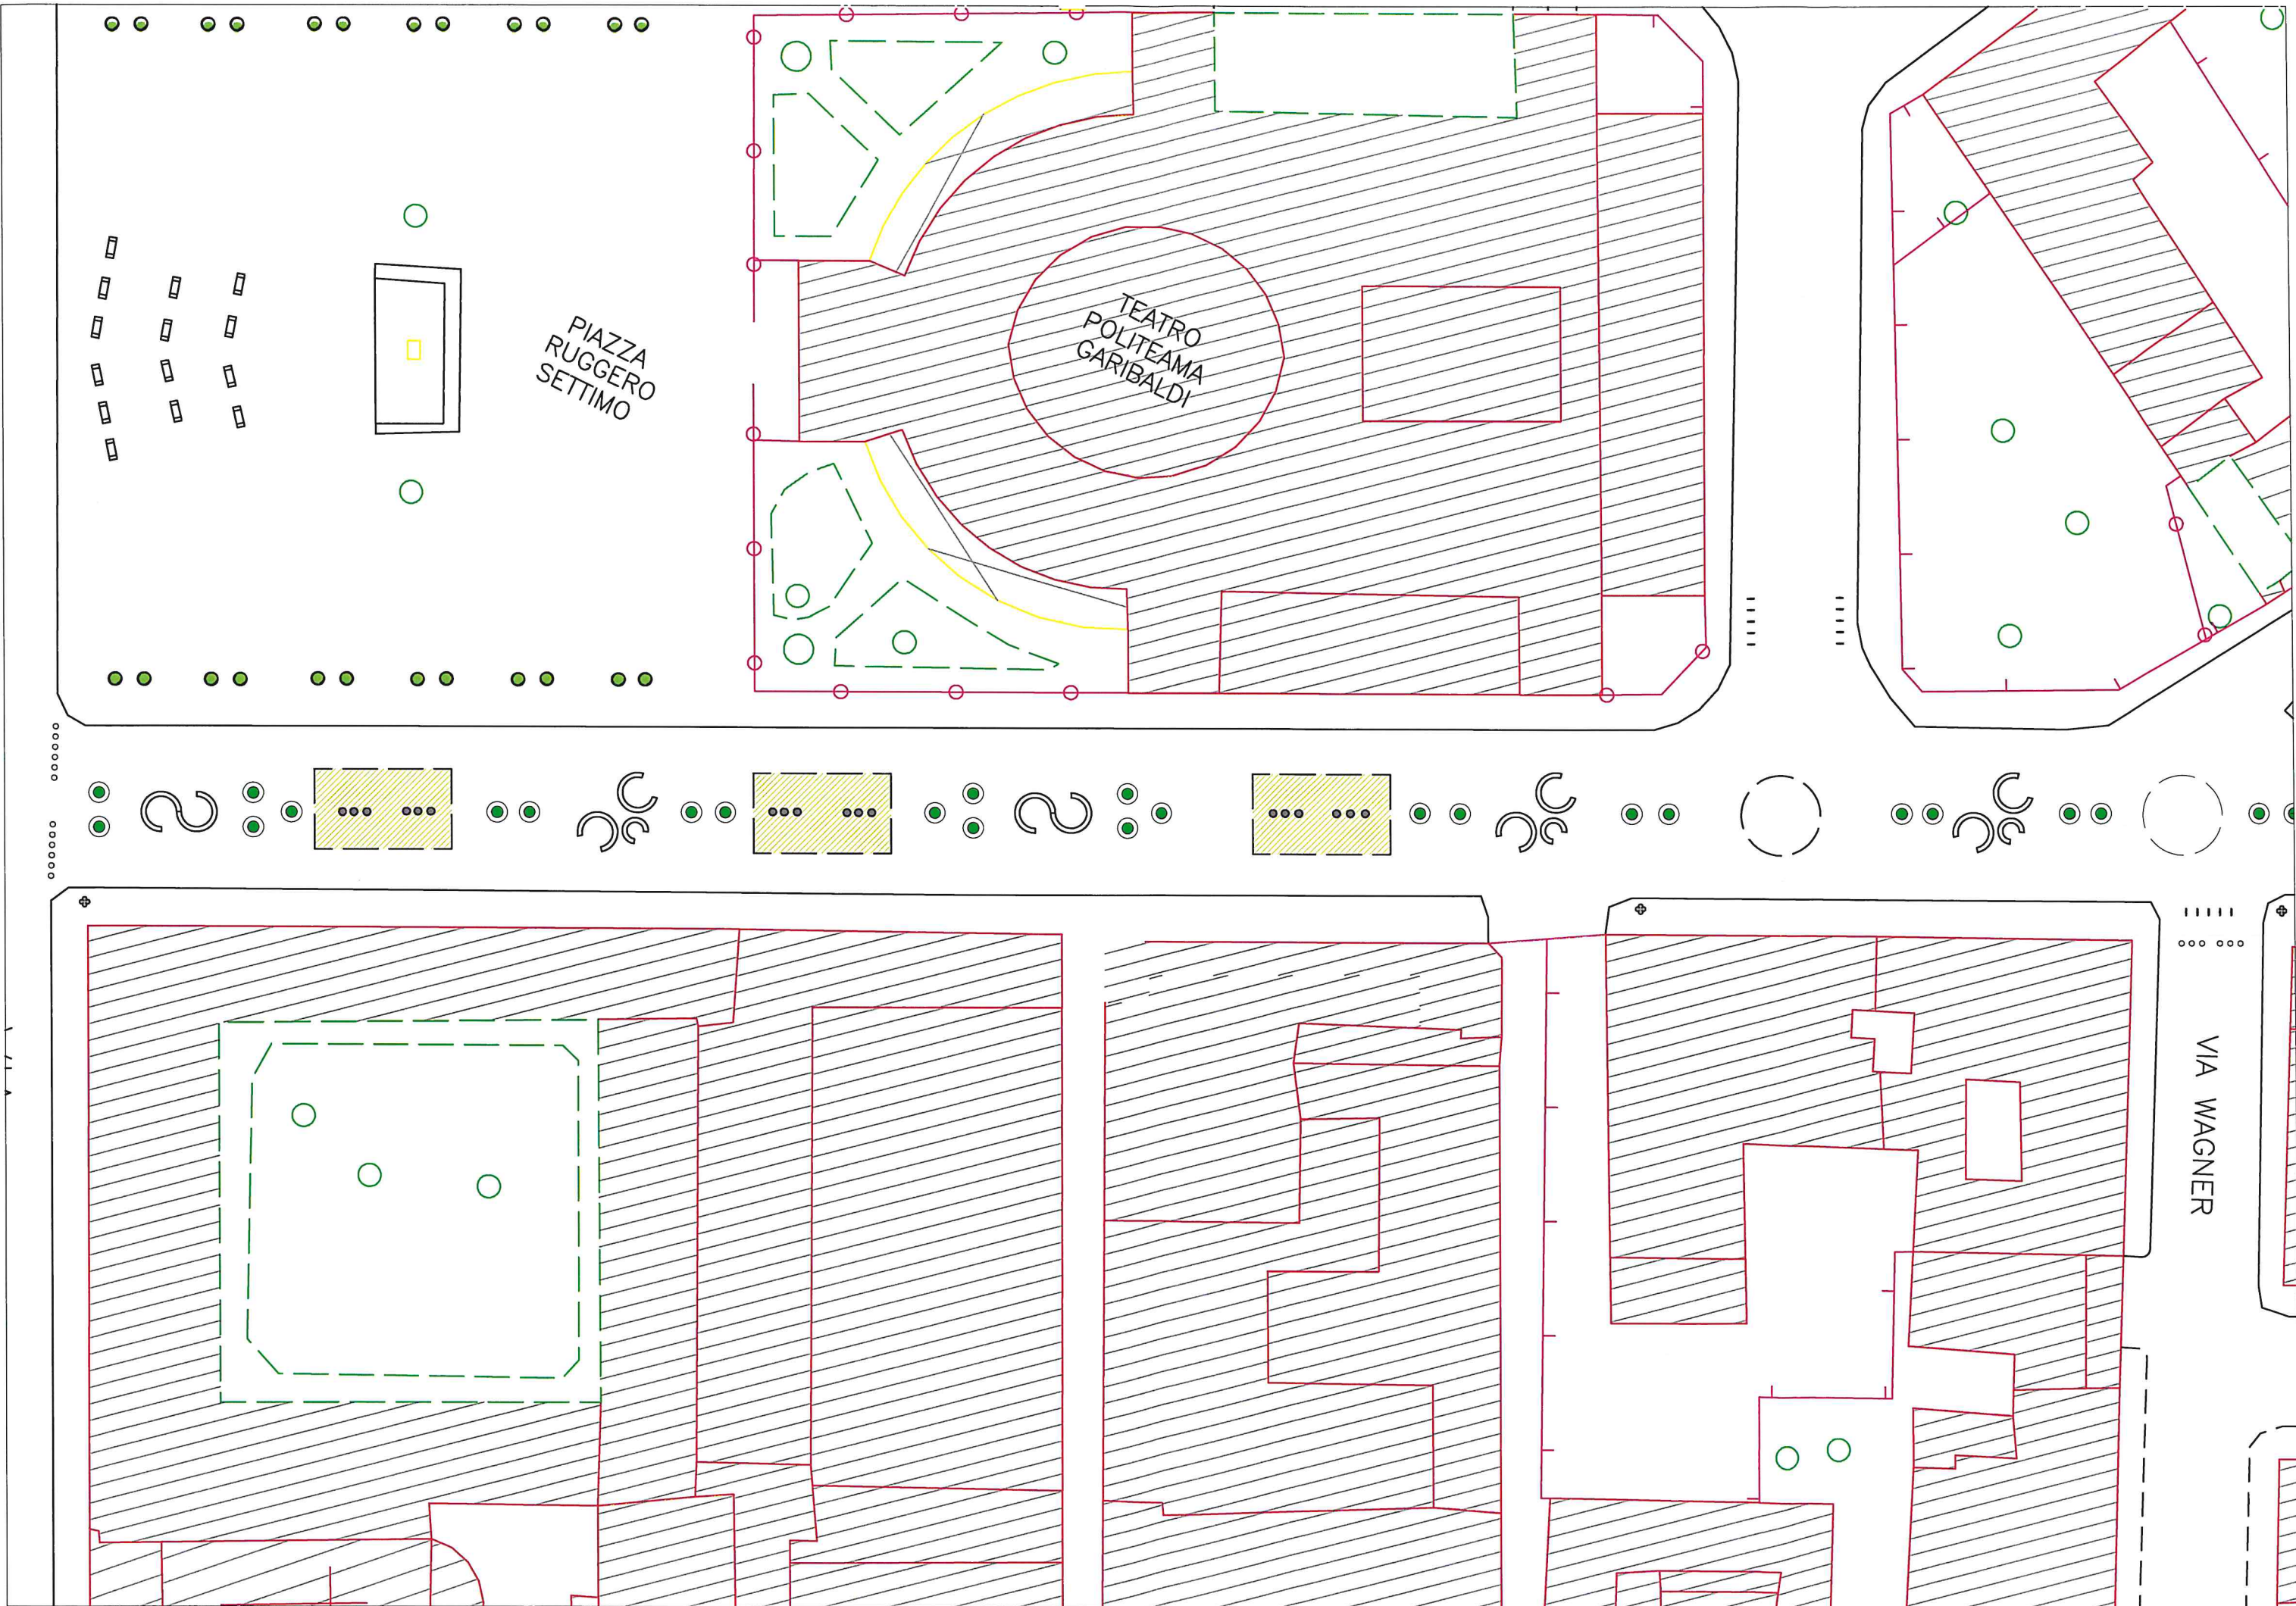 PIAZZA
RUGGERO
SETTIMO
TEATRO
POLITEAMA
GARIBALDI
VIA WAGNER